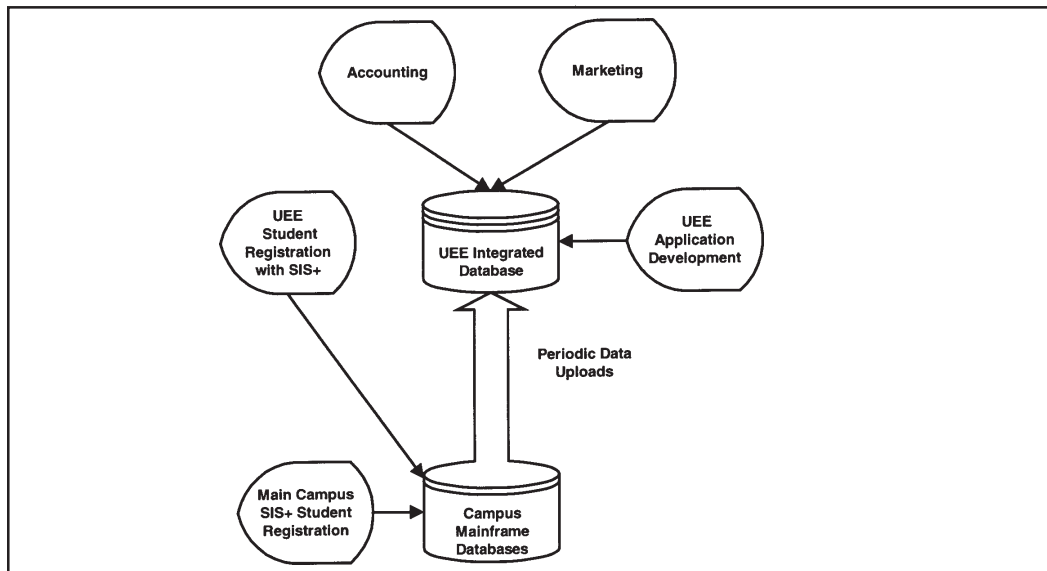 Accounting
Marketing
UEE
Student
Registration
with SIS+
UEE Integrated
Database
UEE
Application
Development
Periodic Data
Uploads
Main Campus
SIS+ Student
Registration
Campus
Mainframe
Databases